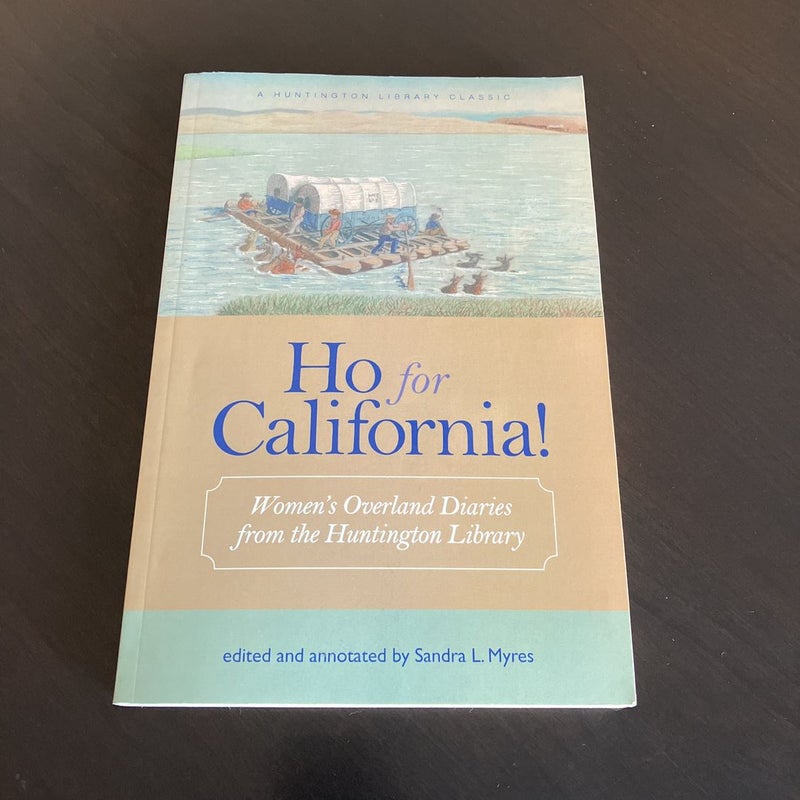 A HUNTINGTON LIBRARY CLASSIC
Ho for
California!
Women's Overland Diaries
from the Huntington Library
edited and annotated by Sandra L. Myres